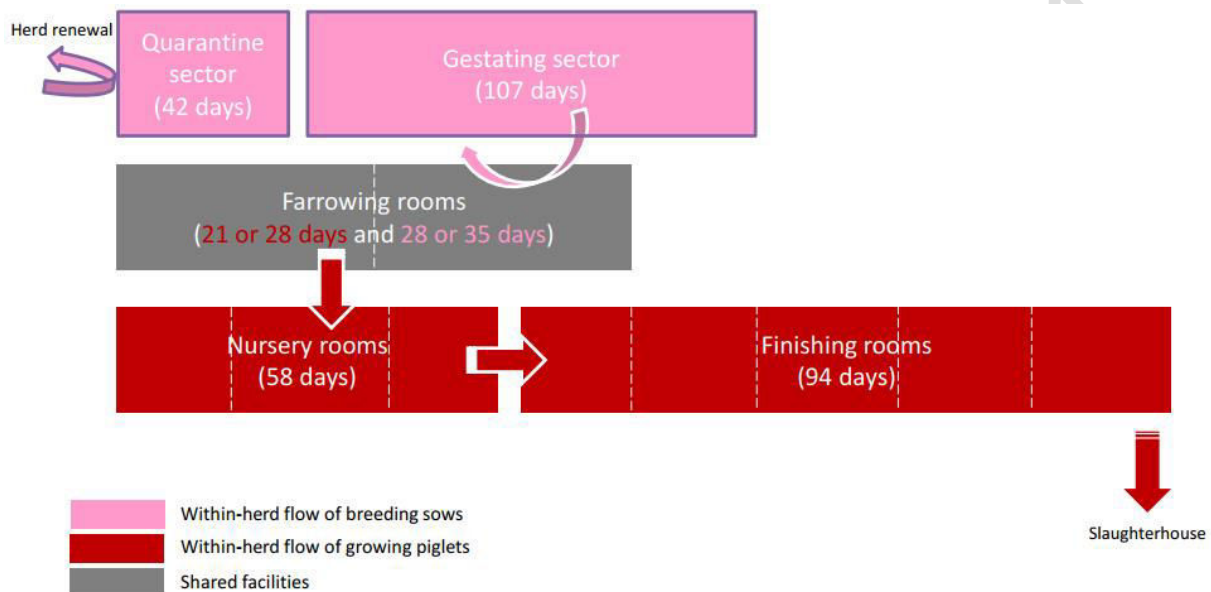 Herd renewal
Quarantine
sector
(42 days)
Gestating sector
(107 days)
Farrowing rooms
(21 or 28 days and 28 or 35 days)
Nursery rooms
(58 days)
Finishing rooms
(94 days)
Slaughterhouse
Within-herd flow of breeding sows
Within-herd flow of growing piglets
Shared facilities